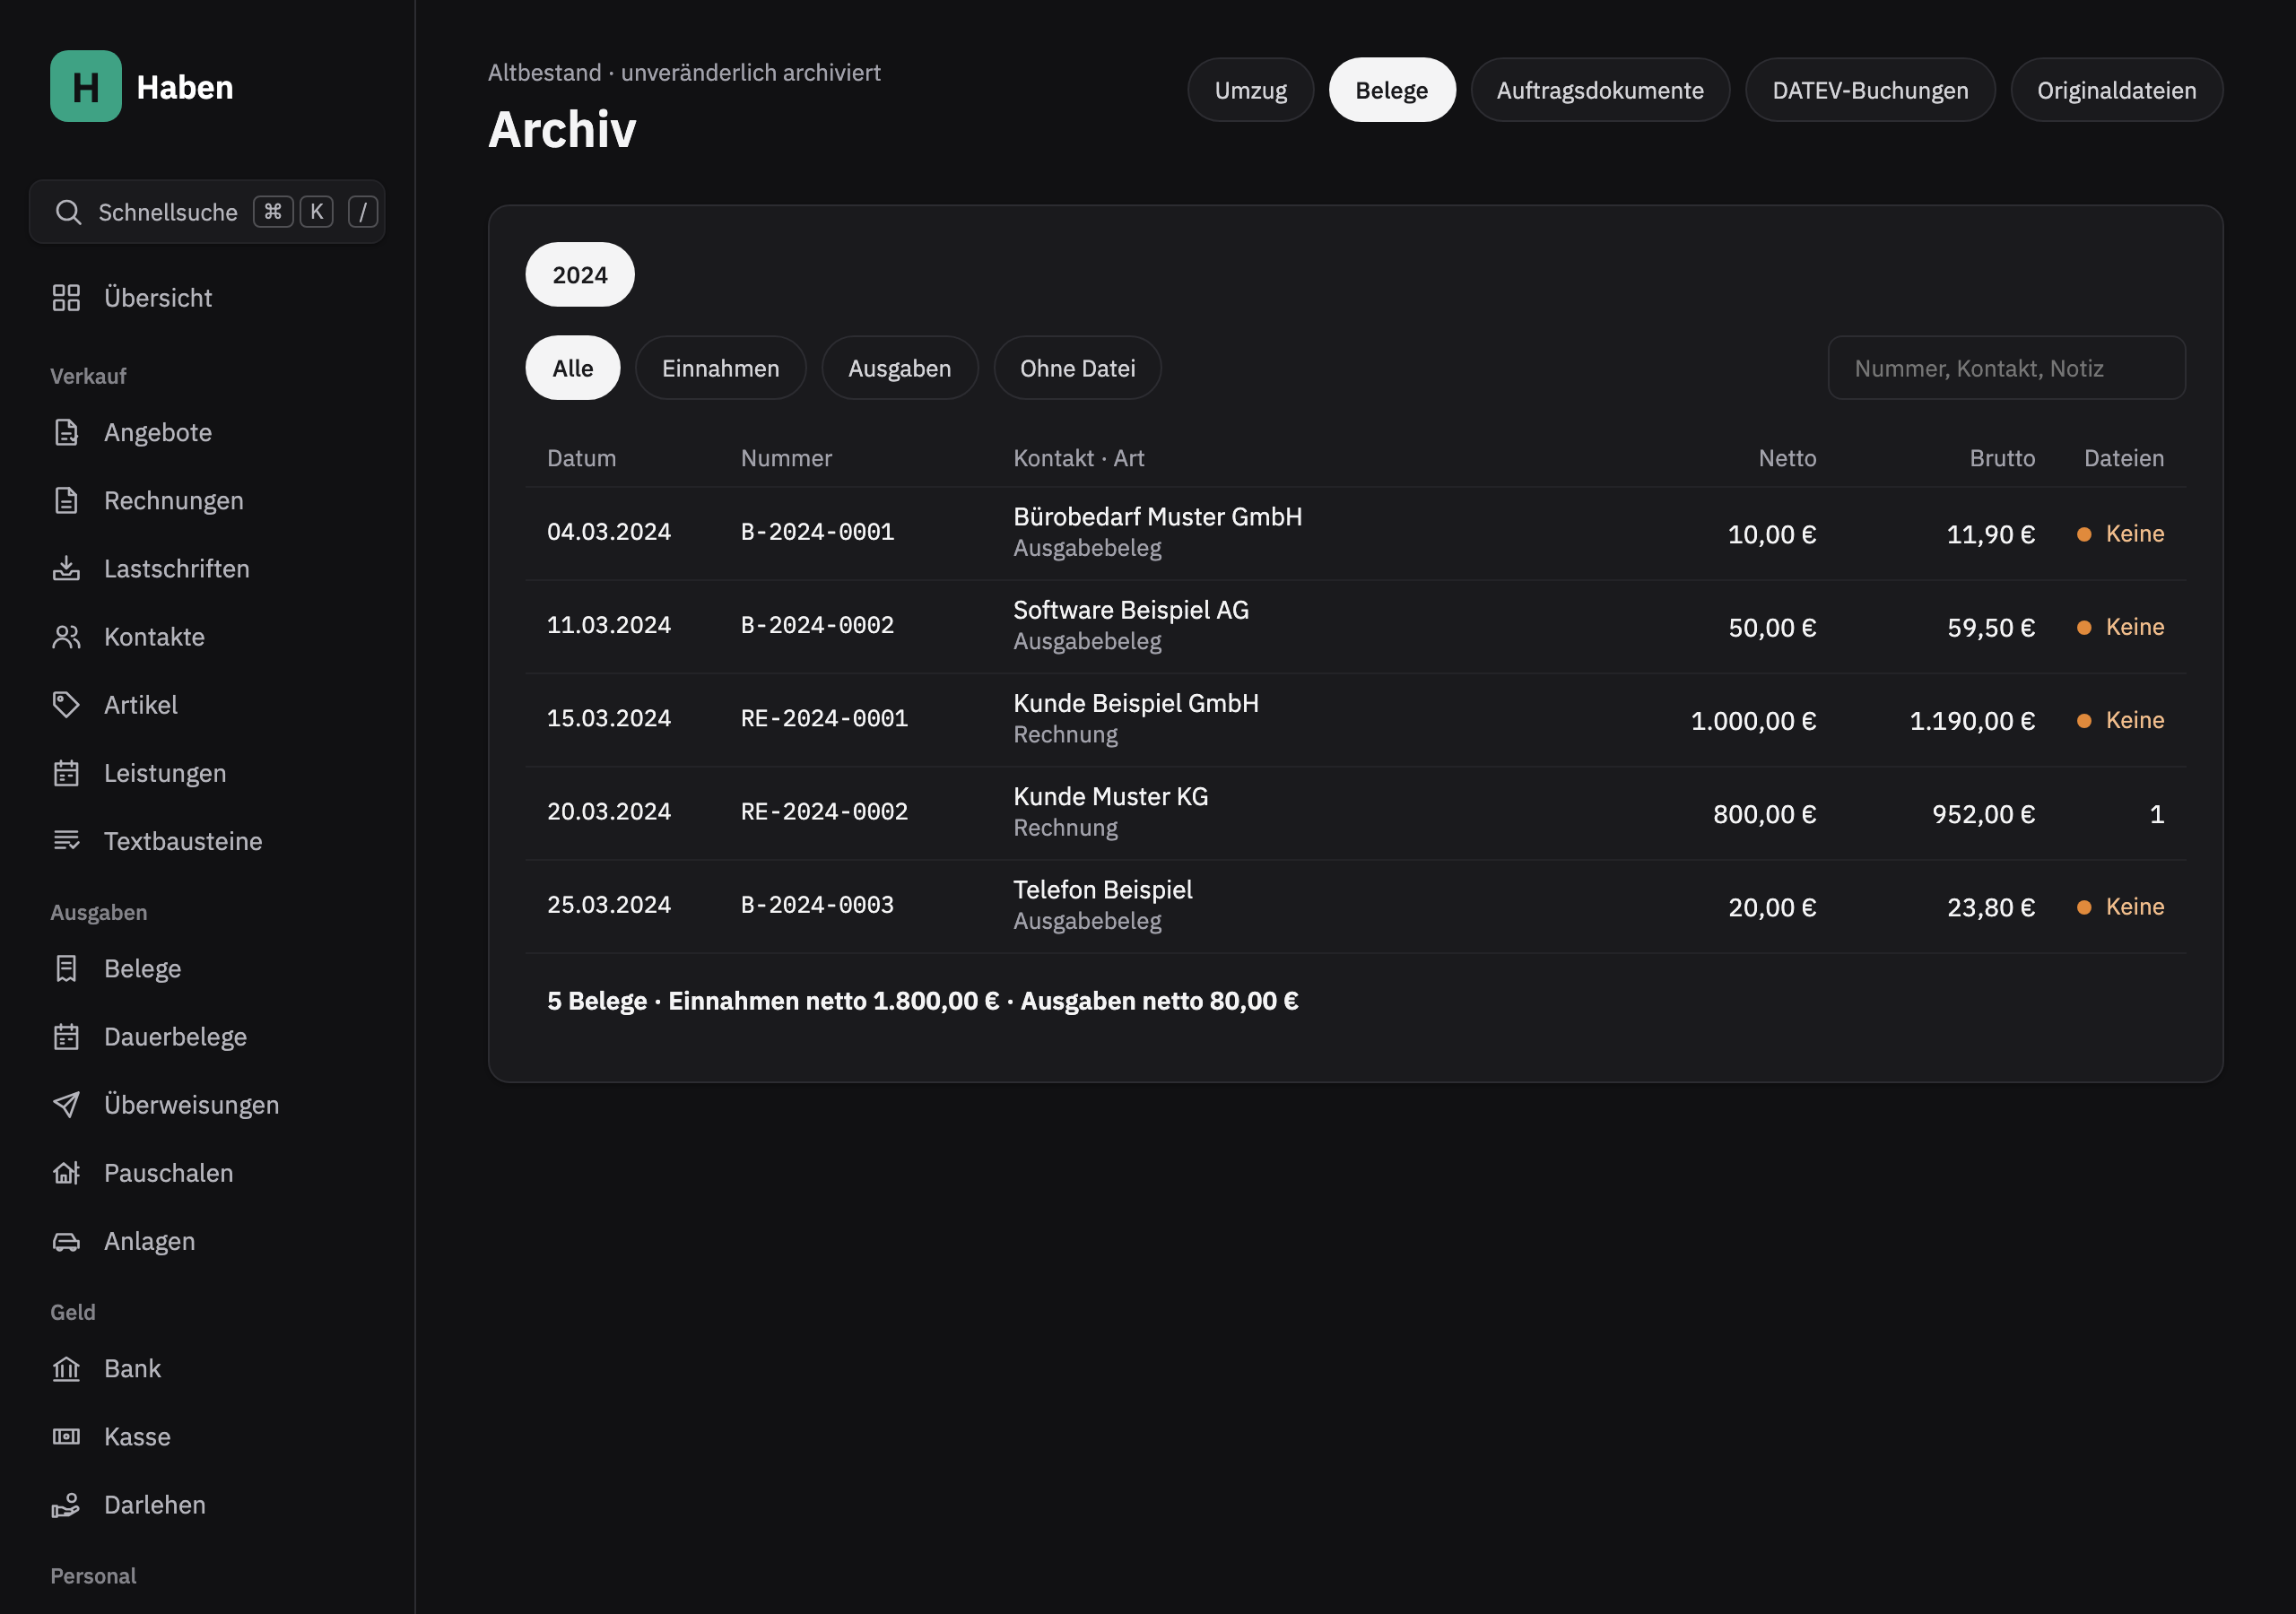 H Haben
Schnellsuche ⌘ K /
Übersicht
Verkauf
Angebote
Rechnungen
Lastschriften
Kontakte
Artikel
Leistungen
Textbausteine
Ausgaben
Belege
Dauerbelege
Überweisungen
Pauschalen
Anlagen
Geld
Bank
Kasse
Darlehen
Personal
Altbestand · unveränderlich archiviert
Archiv
Umzug Belege Auftragsdokumente DATEV-Buchungen Originaldateien
2024
Alle Einnahmen Ausgaben Ohne Datei Nummer, Kontakt, Notiz
Datum Nummer Kontakt · Art Netto Brutto Dateien
04.03.2024 B-2024-0001 Bürobedarf Muster GmbH 10,00 € 11,90 € Keine
Ausgabebeleg
11.03.2024 B-2024-0002 Software Beispiel AG 50,00 € 59,50 € Keine
Ausgabebeleg
15.03.2024 RE-2024-0001 Kunde Beispiel GmbH 1.000,00 € 1.190,00 € Keine
Rechnung
20.03.2024 RE-2024-0002 Kunde Muster KG 800,00 € 952,00 € 1
Rechnung
25.03.2024 B-2024-0003 Telefon Beispiel 20,00 € 23,80 € Keine
Ausgabebeleg
5 Belege · Einnahmen netto 1.800,00 € · Ausgaben netto 80,00 €